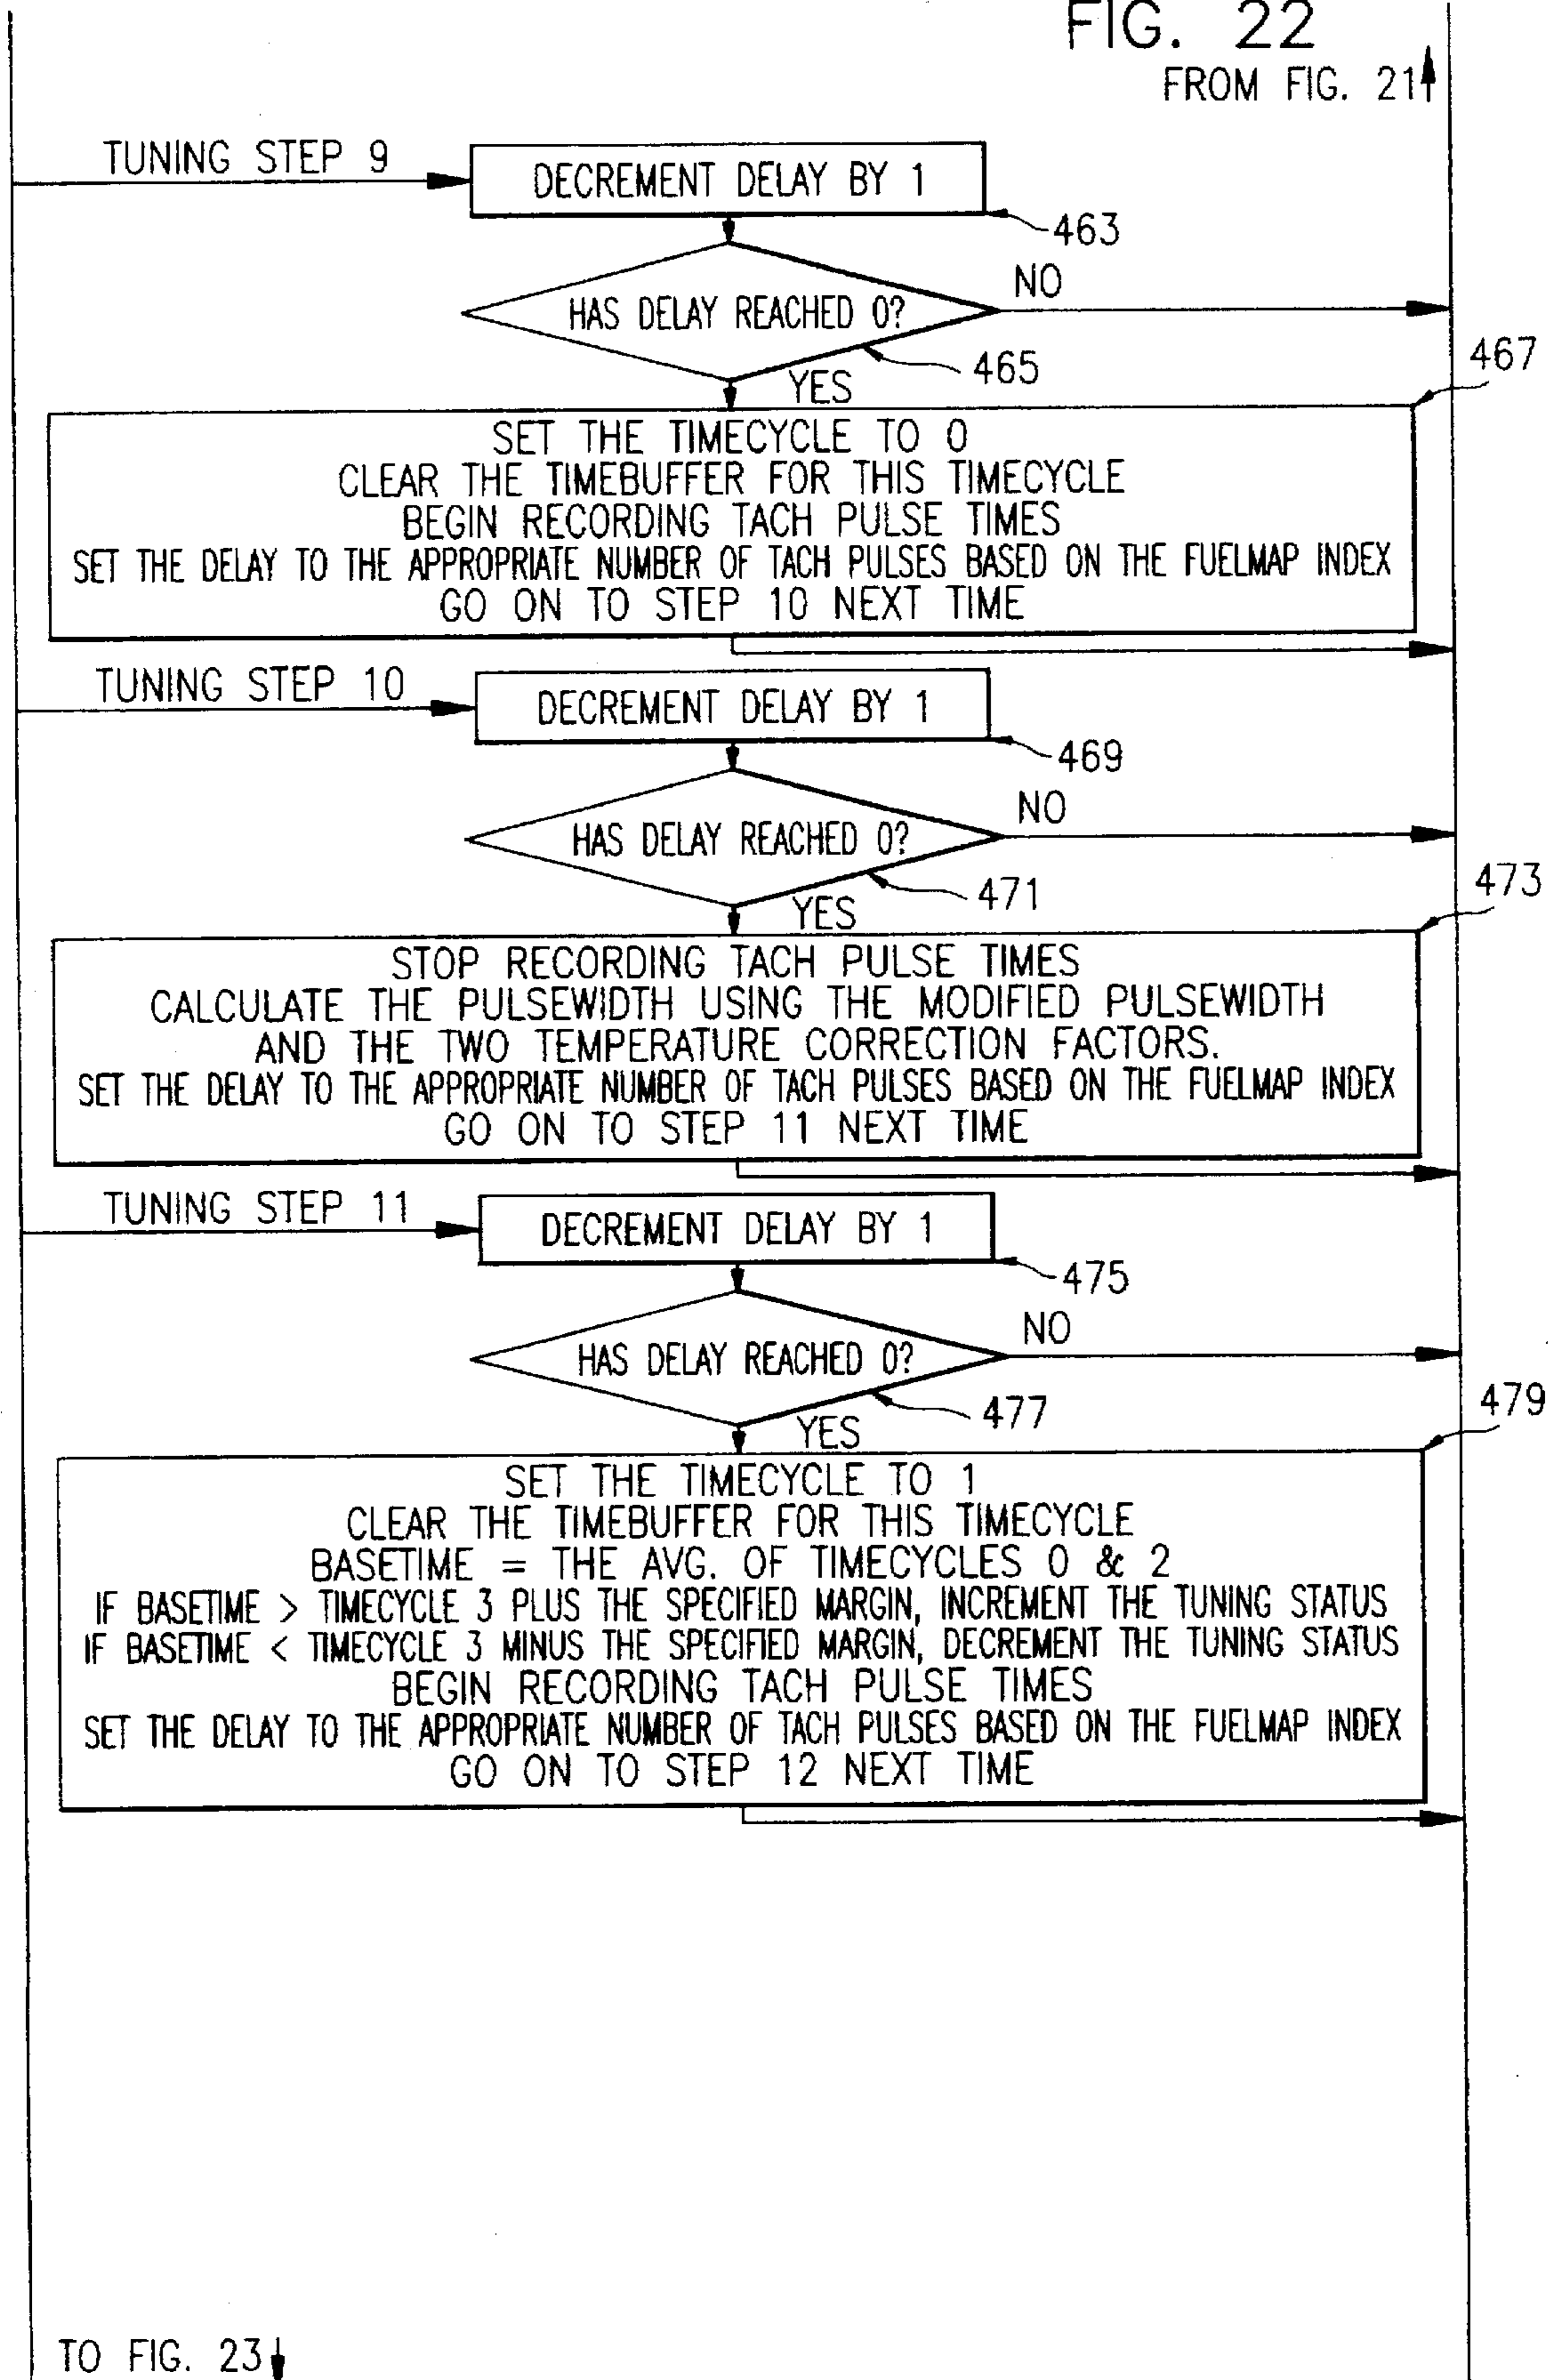 FIG. 22
FROM FIG. 21
TUNING STEP 9
DECREMENT DELAY BY 1
463
HAS DELAY REACHED 0?
NO
465
467
YES
SET THE TIMECYCLE TO 0
CLEAR THE TIMEBUFFER FOR THIS TIMECYCLE
BEGIN RECORDING TACH PULSE TIMES
SET THE DELAY TO THE APPROPRIATE NUMBER OF TACH PULSES BASED ON THE FUELMAP INDEX
GO ON TO STEP 10 NEXT TIME
TUNING STEP 10
DECREMENT DELAY BY 1
469
HAS DELAY REACHED 0?
NO
471
473
YES
STOP RECORDING TACH PULSE TIMES
CALCULATE THE PULSEWIDTH USING THE MODIFIED PULSEWIDTH
AND THE TWO TEMPERATURE CORRECTION FACTORS.
SET THE DELAY TO THE APPROPRIATE NUMBER OF TACH PULSES BASED ON THE FUELMAP INDEX
GO ON TO STEP 11 NEXT TIME
TUNING STEP 11
DECREMENT DELAY BY 1
475
HAS DELAY REACHED 0?
NO
477
479
YES
SET THE TIMECYCLE TO 1
CLEAR THE TIMEBUFFER FOR THIS TIMECYCLE
BASETIME = THE AVG. OF TIMECYCLES 0 & 2
IF BASETIME > TIMECYCLE 3 PLUS THE SPECIFIED MARGIN, INCREMENT THE TUNING STATUS
IF BASETIME < TIMECYCLE 3 MINUS THE SPECIFIED MARGIN, DECREMENT THE TUNING STATUS
BEGIN RECORDING TACH PULSE TIMES
SET THE DELAY TO THE APPROPRIATE NUMBER OF TACH PULSES BASED ON THE FUELMAP INDEX
GO ON TO STEP 12 NEXT TIME
TO FIG. 23